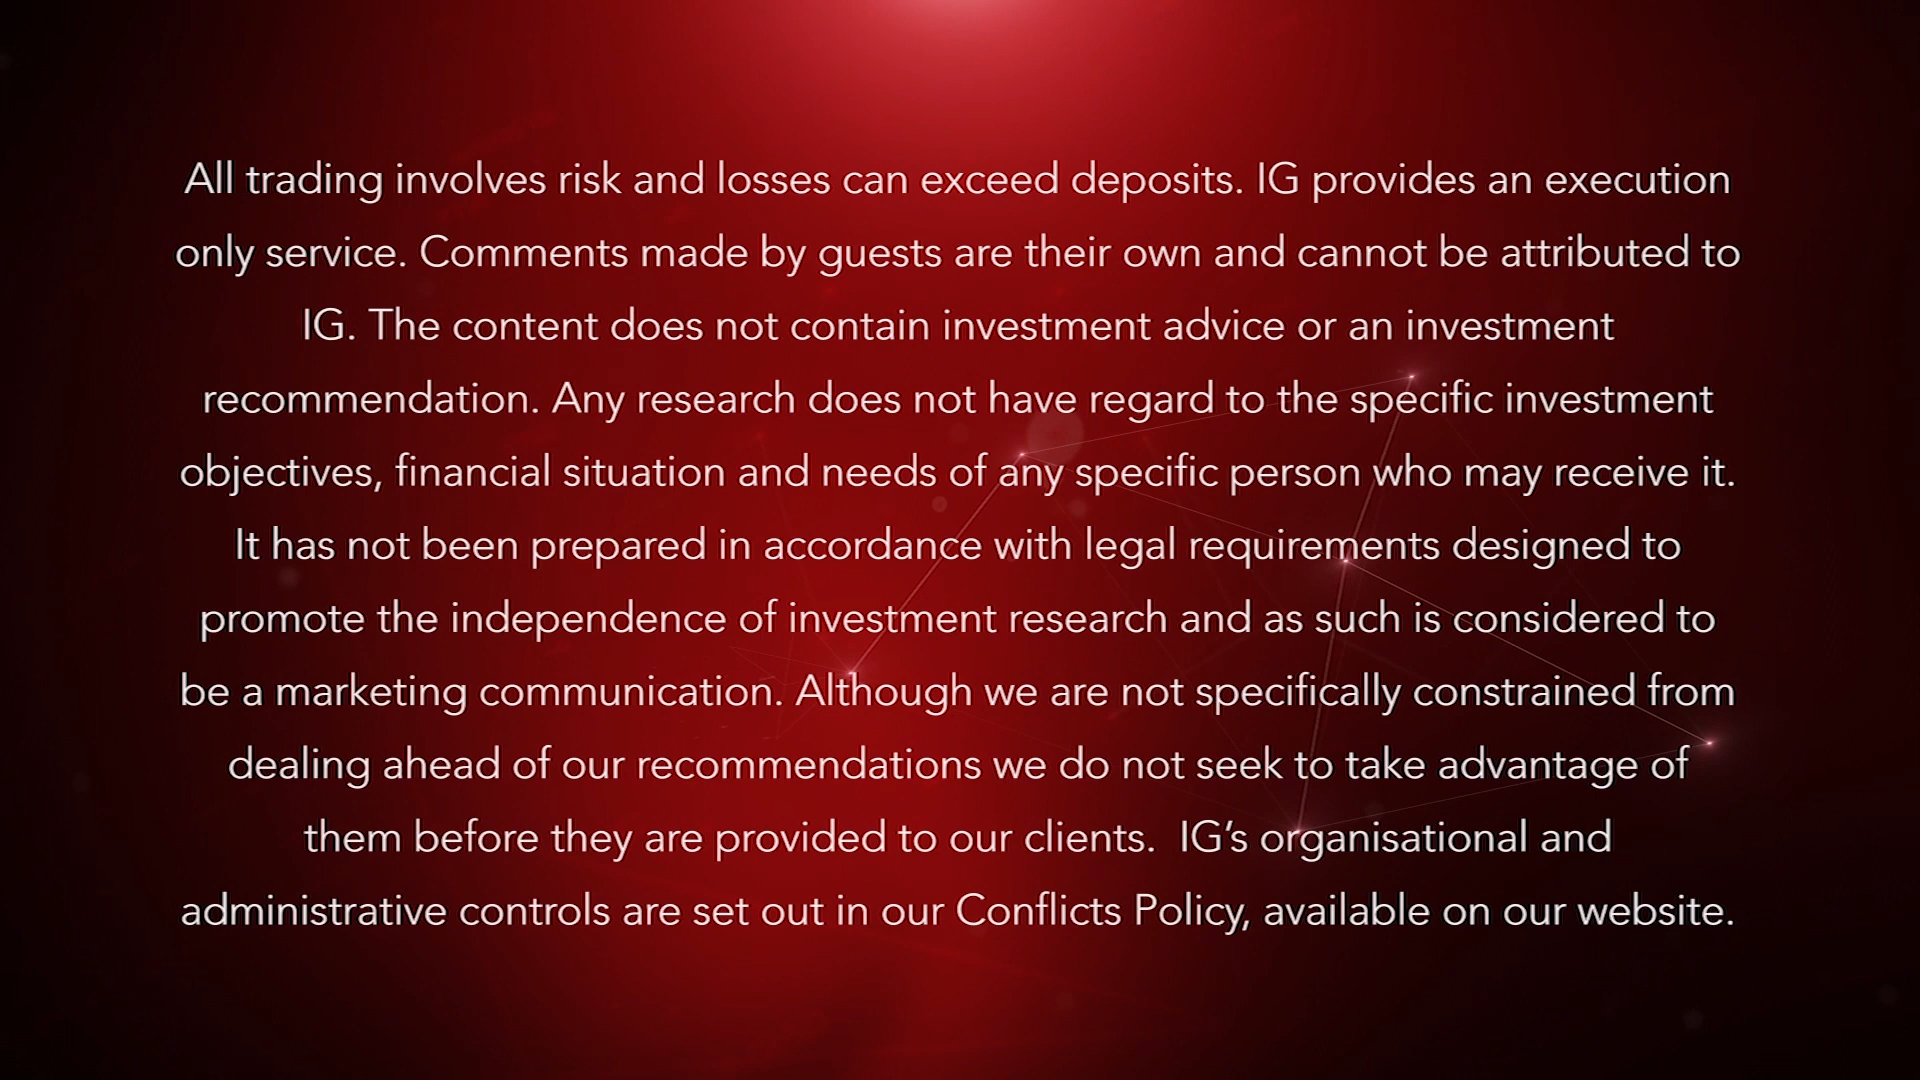 All trading involves risk and losses can exceed deposits. IG provides an execution
only service. Comments made by guests are their own and cannot be attributed to
IG. The content does not contain investment advice or an investment
recommendation. Any research does not have regard to the specific investment
objectives, financial situation and needs of any specific person who may receive it.
It has not been prepared in accordance with legal requirements designed to
promote the independence of investment research and as such is considered to
be a marketing communication. Although we are not specifically constrained from
dealing ahead of our recommendations we do not seek to take advantage of
them before they are provided to our clients.  IG’s organisational and
administrative controls are set out in our Conflicts Policy, available on our website.